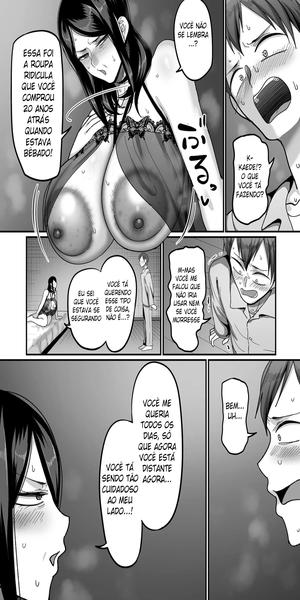 K-
KAEDE!?
O QUE
VOCÊ TÁ
FAZENDO?
VOCÊ NÃO
SE LEMBRA
...?
ESSA FOI
A ROUPA
RIDÍCULA
QUE VOCÊ
COMPROU
20 ANOS
ATRÁS
QUANDO
ESTAVA
BÊBADO!
M-MAS
VOCÊ ME
FALOU QUE
NÃO IRIA
USAR NEM
SE VOCÊ
MORRESSE
VOCÊ TÁ
QUERENDO
ESSE TIPO
DE COISA,
NÃO É...?
EU SEI
QUE VOCÊ
ESTAVA SE
SEGURANDO
BEM...
UH...
VOCÊ ME
QUERIA
TODOS OS
DIAS, SÓ
QUE AGORA
VOCÊ ESTÁ
DISTANTE
AGORA...
VOCÊ TÁ
SENDO TÃO
CUIDADOSO
AO MEU
LADO...!